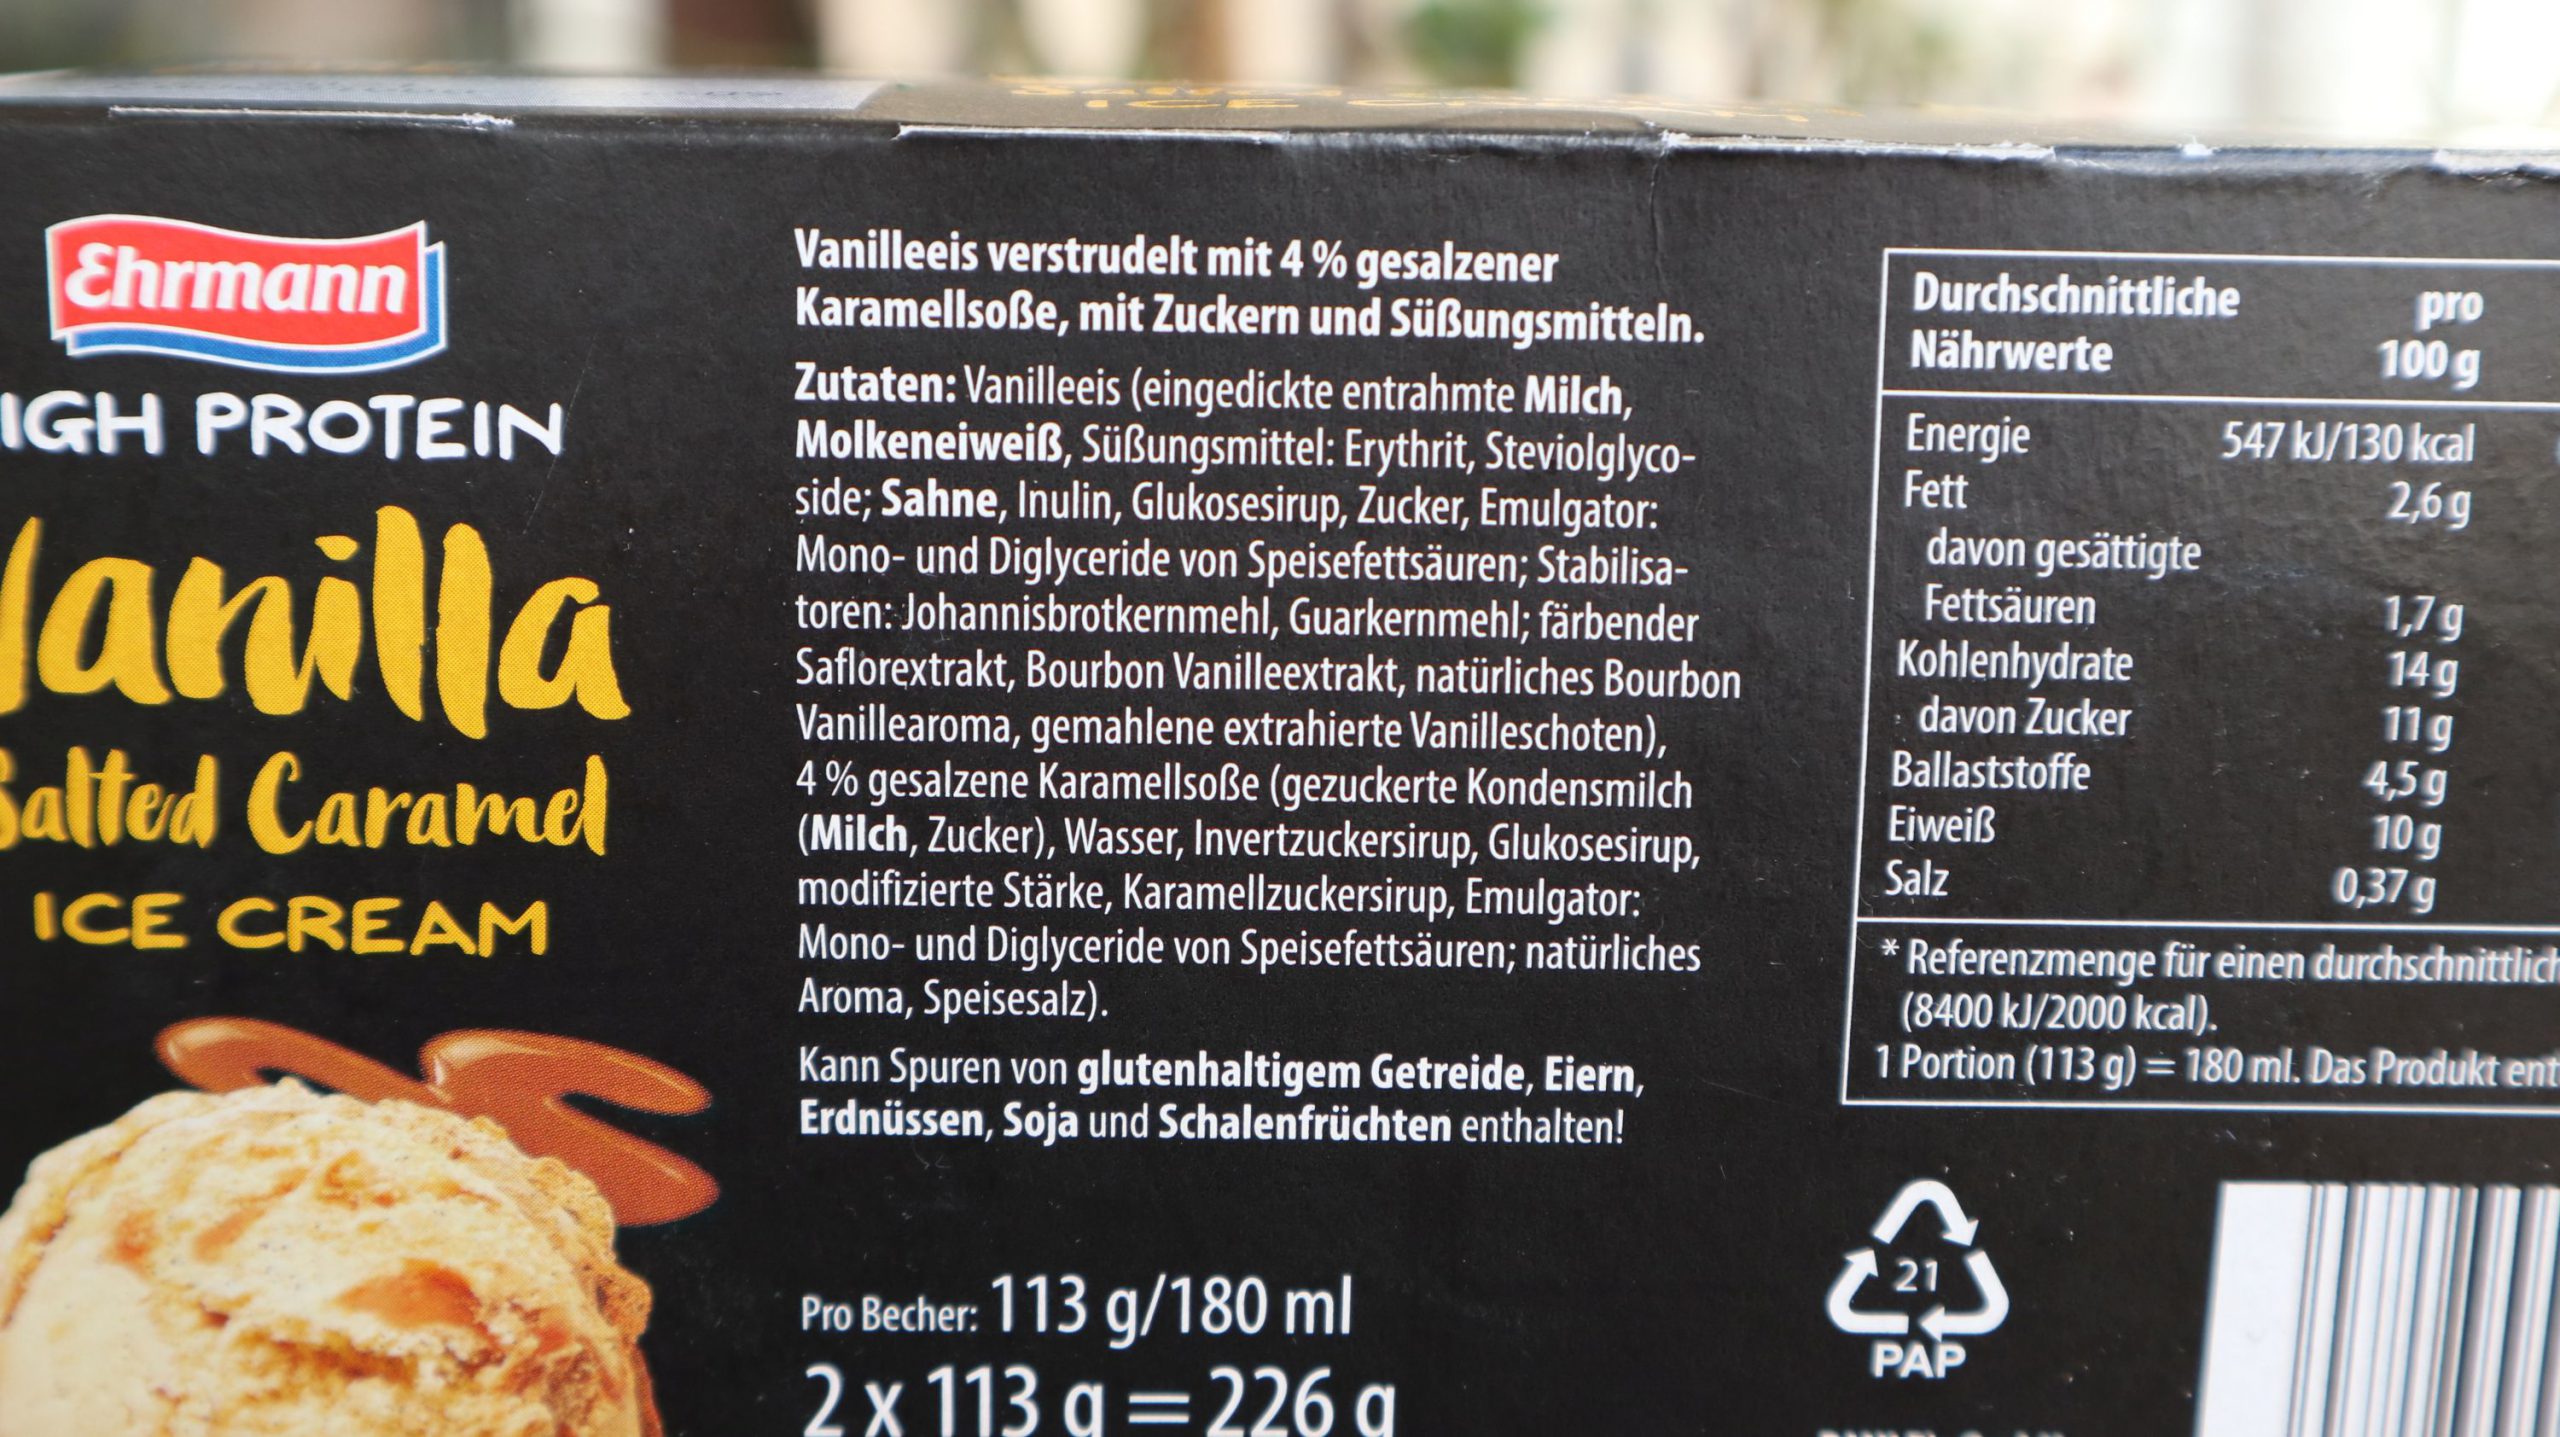 Ehrmann
IGH PROTEIN
Vanilla
Salted Caramel
ICE CREAM
Vanilleeis verstrudelt mit 4 % gesalzener
Karamellsoße, mit Zuckern und Süßungsmitteln.
Zutaten: Vanilleeis (eingedickte entrahmte Milch,
Molkeneiweiß, Süßungsmittel: Erythrit, Steviolglyco-
side; Sahne, Inulin, Glukosesirup, Zucker, Emulgator:
Mono- und Diglyceride von Speisefettsäuren; Stabilisa-
toren: Johannisbrotkernmehl, Guarkernmehl; färbender
Saflorextrakt, Bourbon Vanilleextrakt, natürliches Bourbon
Vanillearoma, gemahlene extrahierte Vanilleschoten),
4 % gesalzene Karamellsoße (gezuckerte Kondensmilch
(Milch, Zucker), Wasser, Invertzuckersirup, Glukosesirup,
modifizierte Stärke, Karamellzuckersirup, Emulgator:
Mono- und Diglyceride von Speisefettsäuren; natürliches
Aroma, Speisesalz).
Kann Spuren von glutenhaltigem Getreide, Eiern,
Erdnüssen, Soja und Schalenfrüchten enthalten!
Pro Becher: 113 g/180 ml
2 x 113 g = 226 g
Durchschnittliche pro
Nährwerte 100 g
Energie 547 kJ/130 kcal
Fett 2,6 g
davon gesättigte
Fettsäuren 1,7 g
Kohlenhydrate 14 g
davon Zucker 11 g
Ballaststoffe 4,5 g
Eiweiß 10 g
Salz 0,37 g
* Referenzmenge für einen durchschnittlich
(8400 kJ/2000 kcal).
1 Portion (113 g) = 180 ml. Das Produkt ent
21
PAP